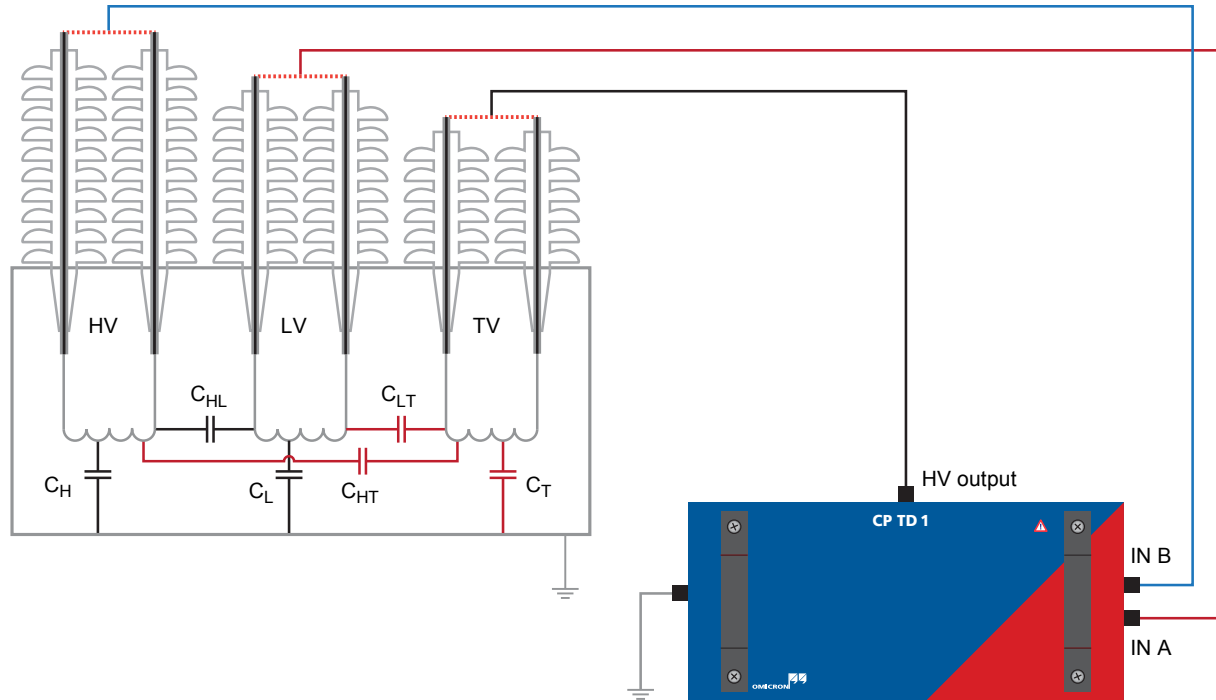 HV
LV
TV
CHL
CLT
CH
CL
CHT
CT
HV output
CP TD 1
IN B
IN A
OMICRON